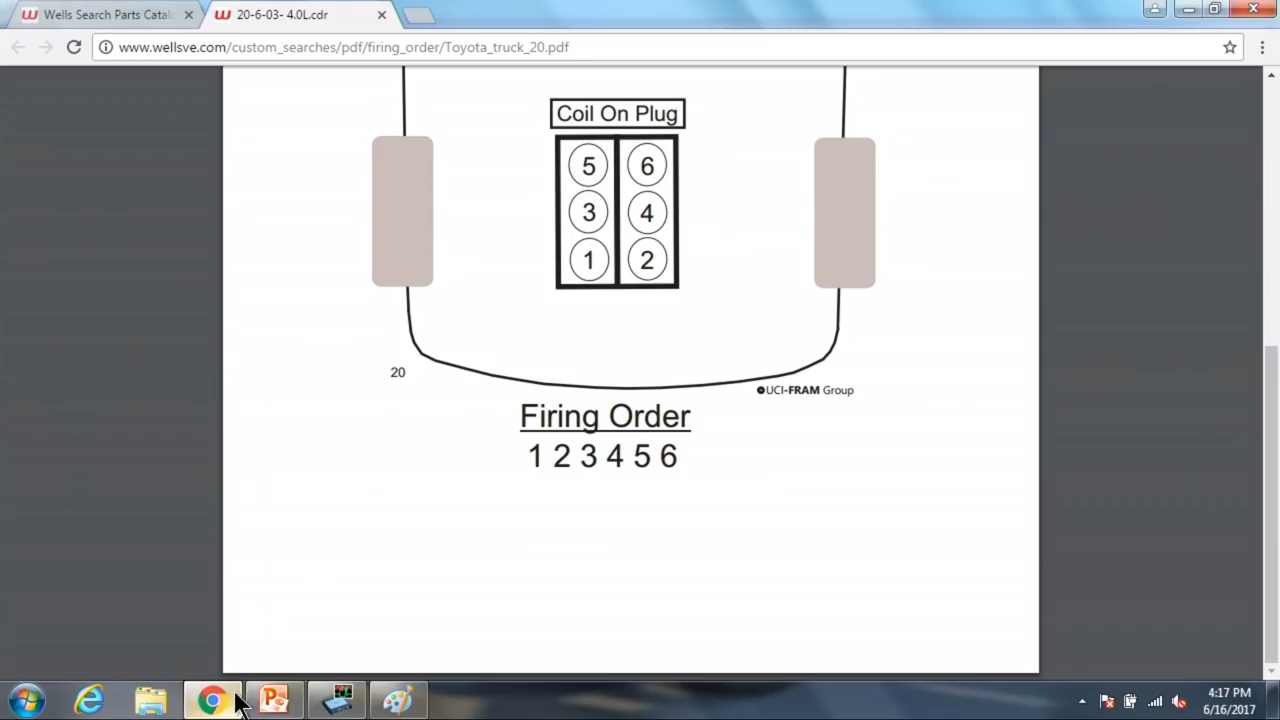 Wells Search Parts Catal
20-6-03- 4.0L.cdr
www.wellsve.com/custom_searches/pdf/firing_order/Toyota_truck_20.pdf
Coil On Plug
5 6
3 4
1 2
20
UCI-FRAM Group
Firing Order
1 2 3 4 5 6
4:17 PM
6/16/2017